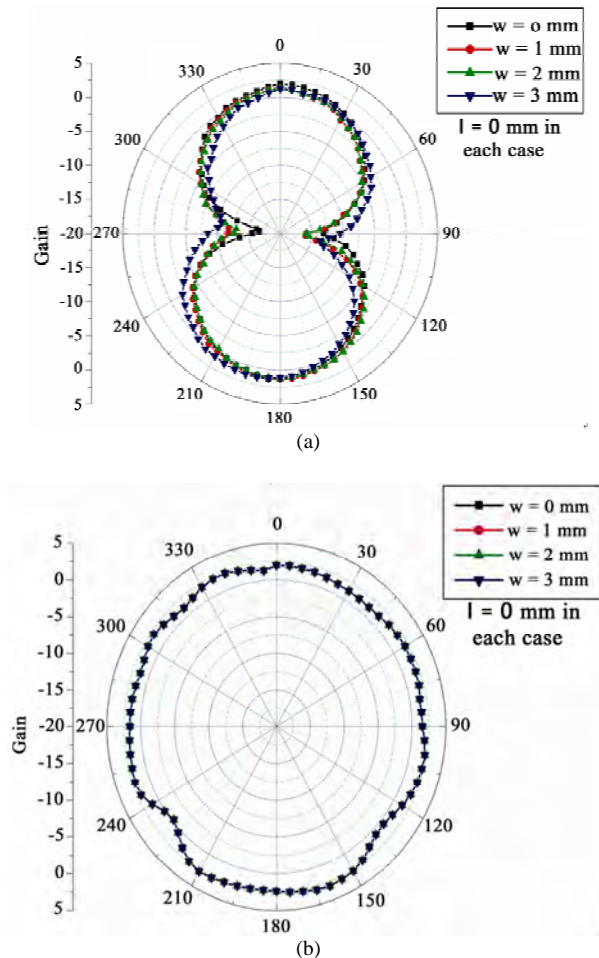 w = o mm
w = 1 mm
w = 2 mm
w = 3 mm
l = 0 mm in
each case
0
30
60
90
120
150
180
210
240
270
300
330
5
0
-5
-10
-15
-20
-15
-10
-5
0
5
Gain
(a)
w = 0 mm
w = 1 mm
w = 2 mm
w = 3 mm
l = 0 mm in
each case
0
30
60
90
120
150
180
210
240
270
300
330
5
0
-5
-10
-15
-20
-15
-10
-5
0
5
Gain
(b)